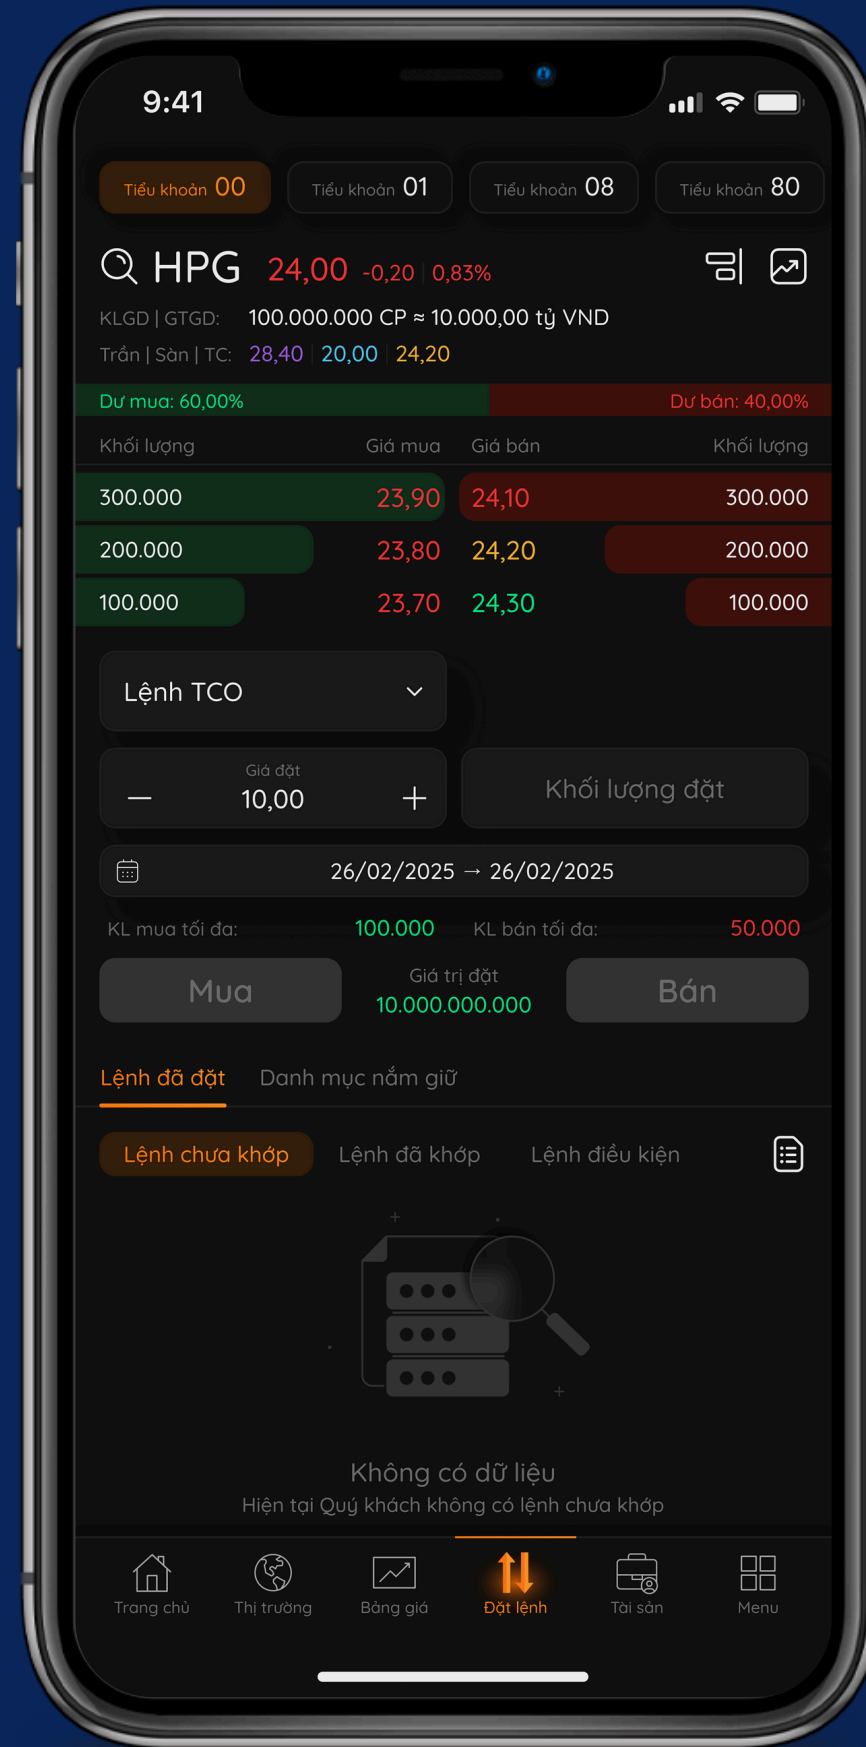 9:41
Tiểu khoản 00 Tiểu khoản 01 Tiểu khoản 08 Tiểu khoản 80
HPG 24,00 -0,20 | 0,83%
KLGD | GTGD: 100.000.000 CP ≈ 10.000,00 tỷ VND
Trần | Sàn | TC: 28,40 | 20,00 | 24,20
Dư mua: 60,00% Dư bán: 40,00%
Khối lượng Giá mua Giá bán Khối lượng
300.000 23,90 24,10 300.000
200.000 23,80 24,20 200.000
100.000 23,70 24,30 100.000
Lệnh TCO
Giá đặt
— 10,00 + Khối lượng đặt
26/02/2025 → 26/02/2025
KL mua tối đa: 100.000 KL bán tối đa: 50.000
Mua Giá trị đặt Bán
10.000.000.000
Lệnh đã đặt Danh mục nắm giữ
Lệnh chưa khớp Lệnh đã khớp Lệnh điều kiện
Không có dữ liệu
Hiện tại Quý khách không có lệnh chưa khớp
Trang chủ Thị trường Bảng giá Đặt lệnh Tài sản Menu